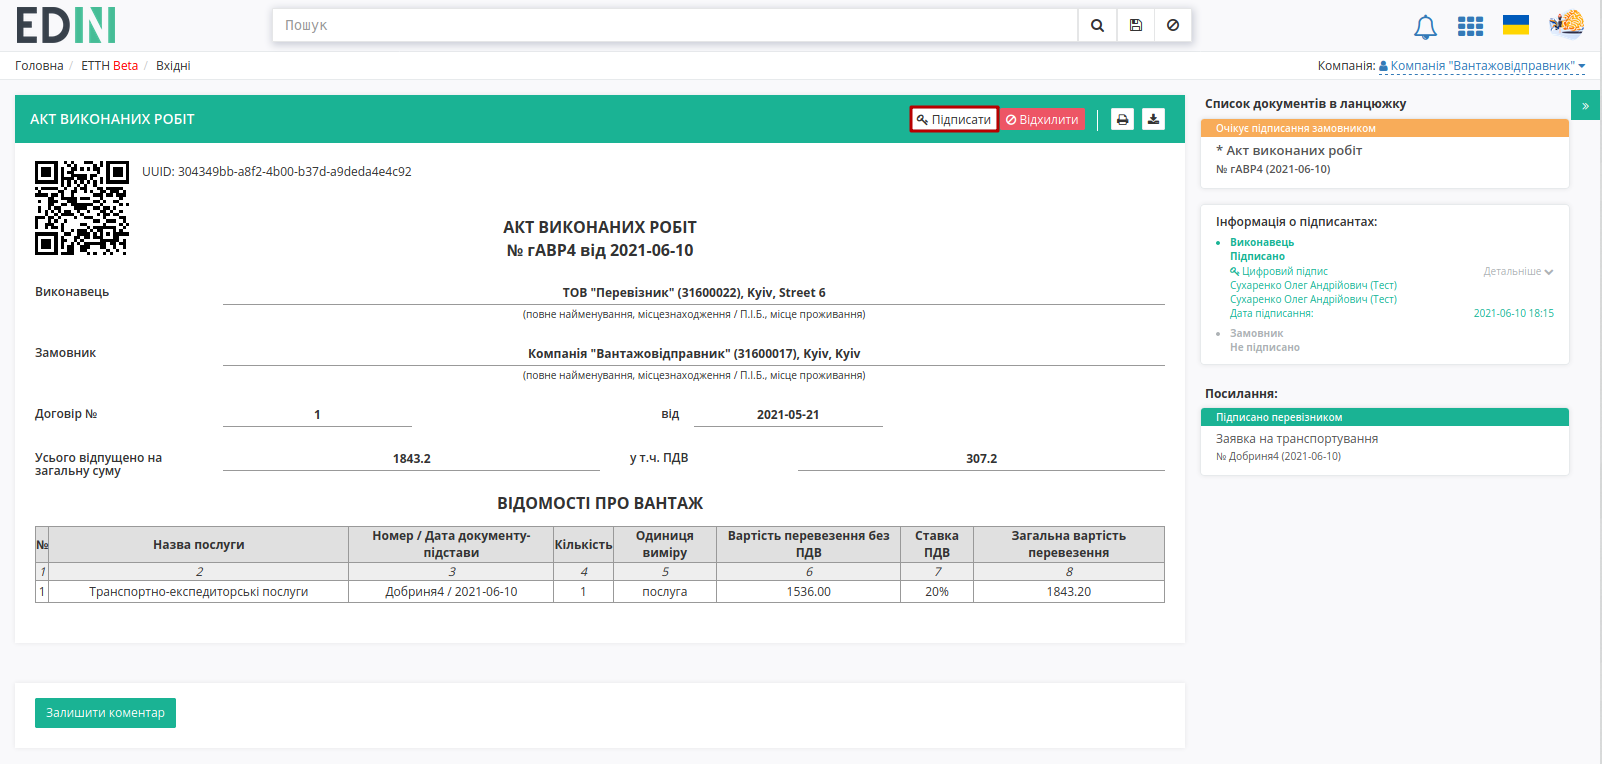 EDIN
Пошук
Головна / ЕТТН Beta / Вхідні
Компанія: Компанія "Вантажовідправник"
АКТ ВИКОНАНИХ РОБІТ
Підписати
Відхилити
UUID: 304349bb-a8f2-4b00-b37d-a9deda4e4c92
АКТ ВИКОНАНИХ РОБІТ
№ гАВР4 від 2021-06-10
Виконавець
ТОВ "Перевізник" (31600022), Kyiv, Street 6
(повне найменування, місцезнаходження / П.І.Б., місце проживання)
Замовник
Компанія "Вантажовідправник" (31600017), Kyiv, Kyiv
(повне найменування, місцезнаходження / П.І.Б., місце проживання)
Договір № 1 від 2021-05-21
Усього відпущено на
загальну суму
1843.2 у т.ч. ПДВ 307.2
ВІДОМОСТІ ПРО ВАНТАЖ
№ Назва послуги Номер / Дата документу-підстави Кількість Одиниця виміру Вартість перевезення без ПДВ Ставка ПДВ Загальна вартість перевезення
1 2 3 4 5 6 7 8
1 Транспортно-експедиторські послуги Добриня4 / 2021-06-10 1 послуга 1536.00 20% 1843.20
Залишити коментар
Список документів в ланцюжку
»
Очікує підписання замовником
* Акт виконаних робіт
№ гАВР4 (2021-06-10)
Інформація о підписантах:
Виконавець
Підписано
Цифровий підпис Детальніше
Сухаренко Олег Андрійович (Тест)
Сухаренко Олег Андрійович (Тест)
Дата підписання: 2021-06-10 18:15
Замовник
Не підписано
Посилання:
Підписано перевізником
Заявка на транспортування
№ Добриня4 (2021-06-10)